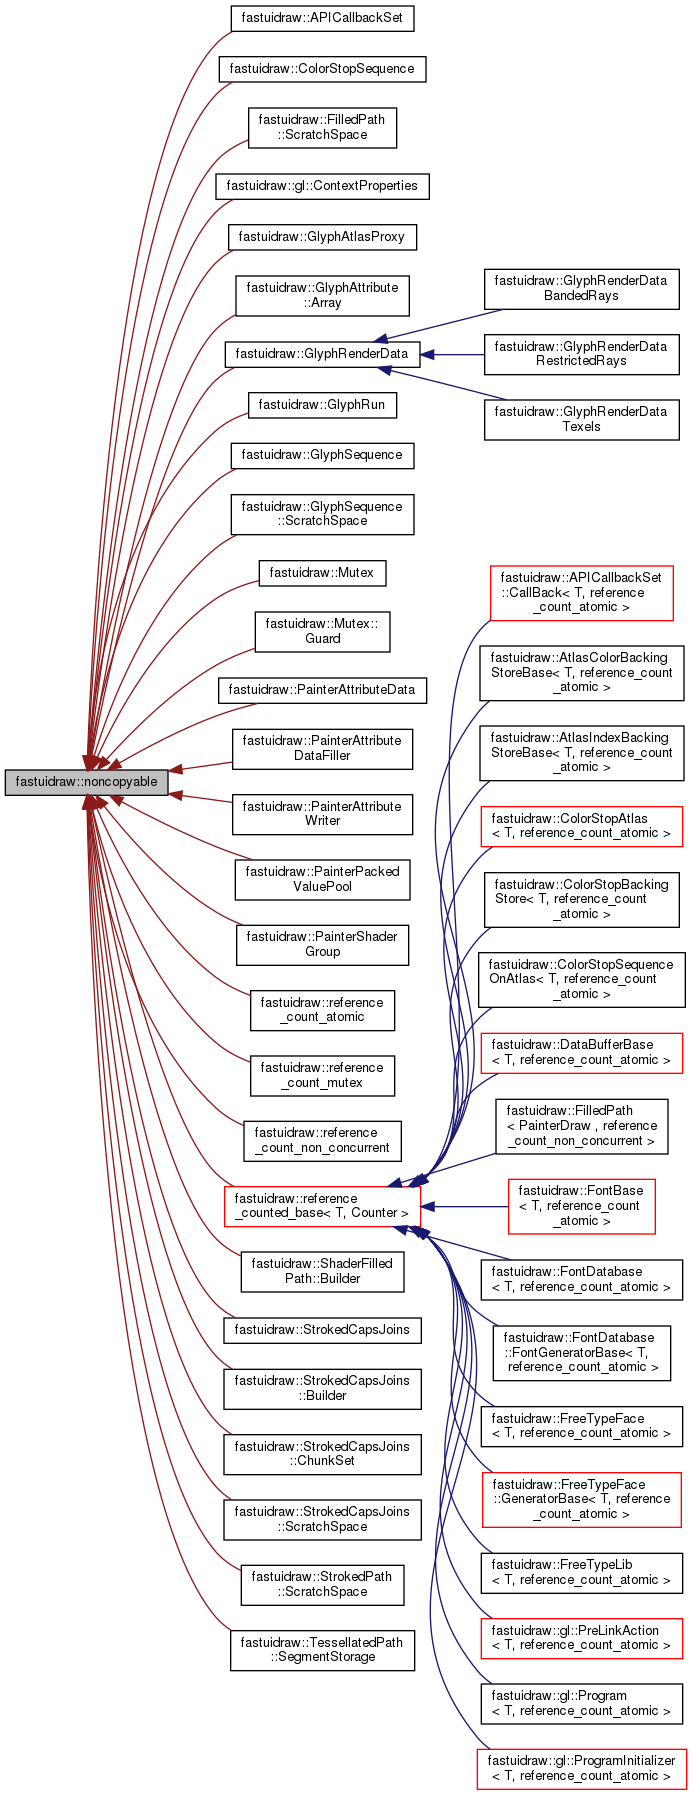 fastuidraw::noncopyable
fastuidraw::APICallbackSet
fastuidraw::ColorStopSequence
fastuidraw::FilledPath
::ScratchSpace
fastuidraw::gl::ContextProperties
fastuidraw::GlyphAtlasProxy
fastuidraw::GlyphAttribute
::Array
fastuidraw::GlyphRenderData
fastuidraw::GlyphRun
fastuidraw::GlyphSequence
fastuidraw::GlyphSequence
::ScratchSpace
fastuidraw::Mutex
fastuidraw::Mutex::
Guard
fastuidraw::PainterAttributeData
fastuidraw::PainterAttribute
DataFiller
fastuidraw::PainterAttribute
Writer
fastuidraw::PainterPacked
ValuePool
fastuidraw::PainterShader
Group
fastuidraw::reference
_count_atomic
fastuidraw::reference
_count_mutex
fastuidraw::reference
_count_non_concurrent
fastuidraw::reference
_counted_base< T, Counter >
fastuidraw::ShaderFilled
Path::Builder
fastuidraw::StrokedCapsJoins
fastuidraw::StrokedCapsJoins
::Builder
fastuidraw::StrokedCapsJoins
::ChunkSet
fastuidraw::StrokedCapsJoins
::ScratchSpace
fastuidraw::StrokedPath
::ScratchSpace
fastuidraw::TessellatedPath
::SegmentStorage
fastuidraw::GlyphRenderData
BandedRays
fastuidraw::GlyphRenderData
RestrictedRays
fastuidraw::GlyphRenderData
Texels
fastuidraw::APICallbackSet
::CallBack< T, reference
_count_atomic >
fastuidraw::AtlasColorBacking
StoreBase< T, reference_count
_atomic >
fastuidraw::AtlasIndexBacking
StoreBase< T, reference_count
_atomic >
fastuidraw::ColorStopAtlas
< T, reference_count_atomic >
fastuidraw::ColorStopBacking
Store< T, reference_count
_atomic >
fastuidraw::ColorStopSequence
OnAtlas< T, reference_count
_atomic >
fastuidraw::DataBufferBase
< T, reference_count_atomic >
fastuidraw::FilledPath
< PainterDraw , reference
_count_non_concurrent >
fastuidraw::FontBase
< T, reference_count
_atomic >
fastuidraw::FontDatabase
< T, reference_count_atomic >
fastuidraw::FontDatabase
::FontGeneratorBase< T,
reference_count_atomic >
fastuidraw::FreeTypeFace
< T, reference_count_atomic >
fastuidraw::FreeTypeFace
::GeneratorBase< T, reference
_count_atomic >
fastuidraw::FreeTypeLib
< T, reference_count_atomic >
fastuidraw::gl::PreLinkAction
< T, reference_count_atomic >
fastuidraw::gl::Program
< T, reference_count_atomic >
fastuidraw::gl::ProgramInitializer
< T, reference_count_atomic >